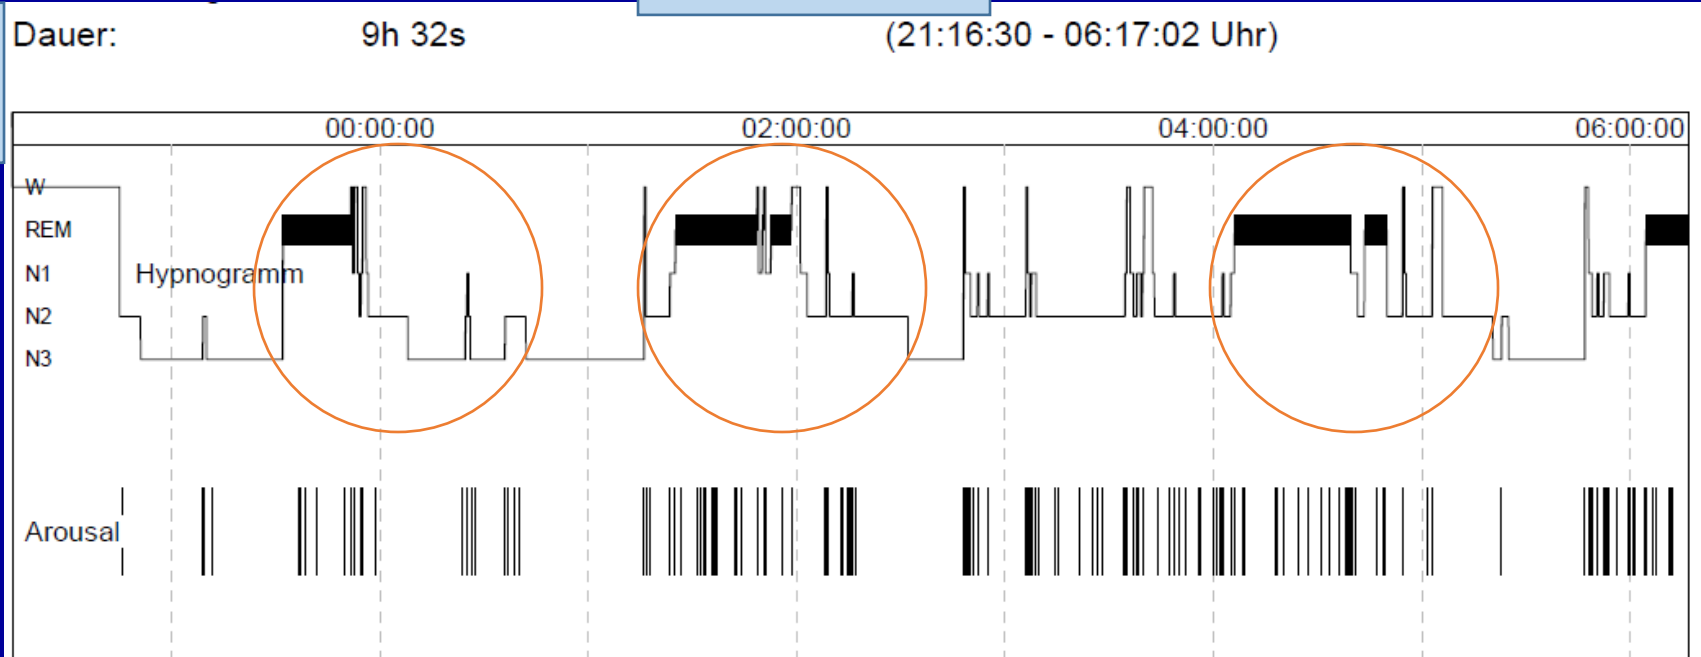 Dauer: 9h 32s (21:16:30 - 06:17:02 Uhr)
00:00:00 02:00:00 04:00:00 06:00:00
W
REM
N1 Hypnogramm
N2
N3
Arousal